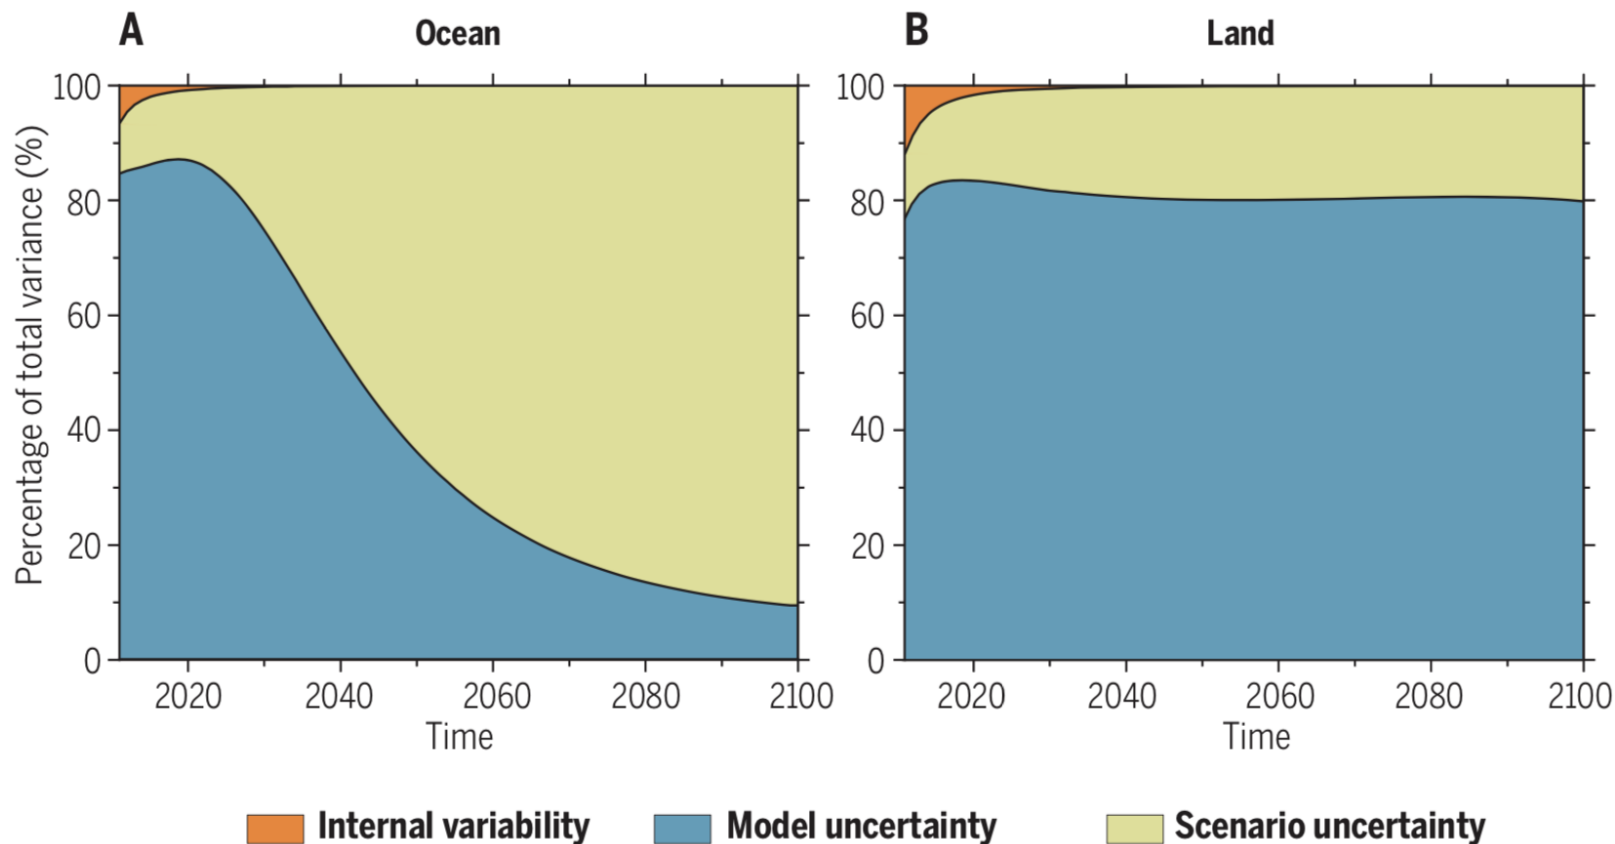 A Ocean
B Land
Percentage of total variance (%)
100
80
60
40
20
0
2020 2040 2060 2080 2100
Time
100
80
60
40
20
0
2020 2040 2060 2080 2100
Time
Internal variability Model uncertainty Scenario uncertainty